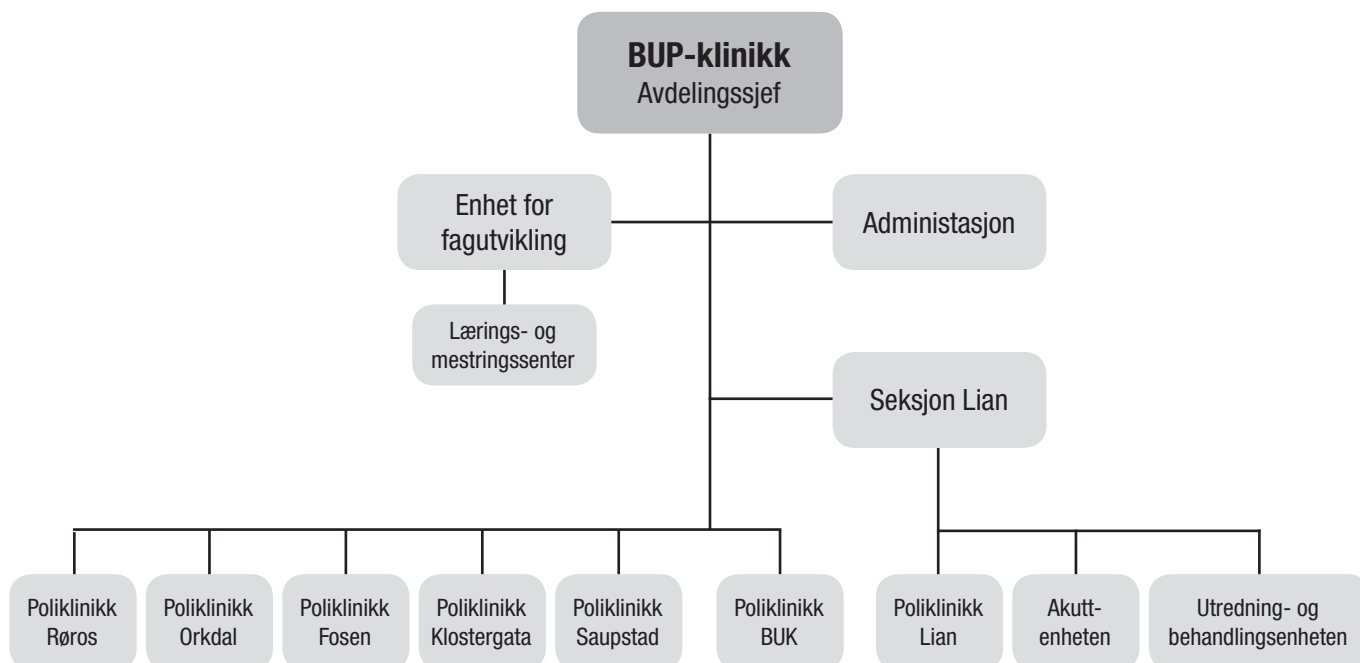 BUP-klinikk
Avdelingssjef
Enhet for
fagutvikling
Administasjon
Lærings- og
mestringssenter
Seksjon Lian
Poliklinikk
Røros
Poliklinikk
Orkdal
Poliklinikk
Fosen
Poliklinikk
Klostergata
Poliklinikk
Saupstad
Poliklinikk
BUK
Poliklinikk
Lian
Akutt-
enheten
Utredning- og
behandlingsenheten